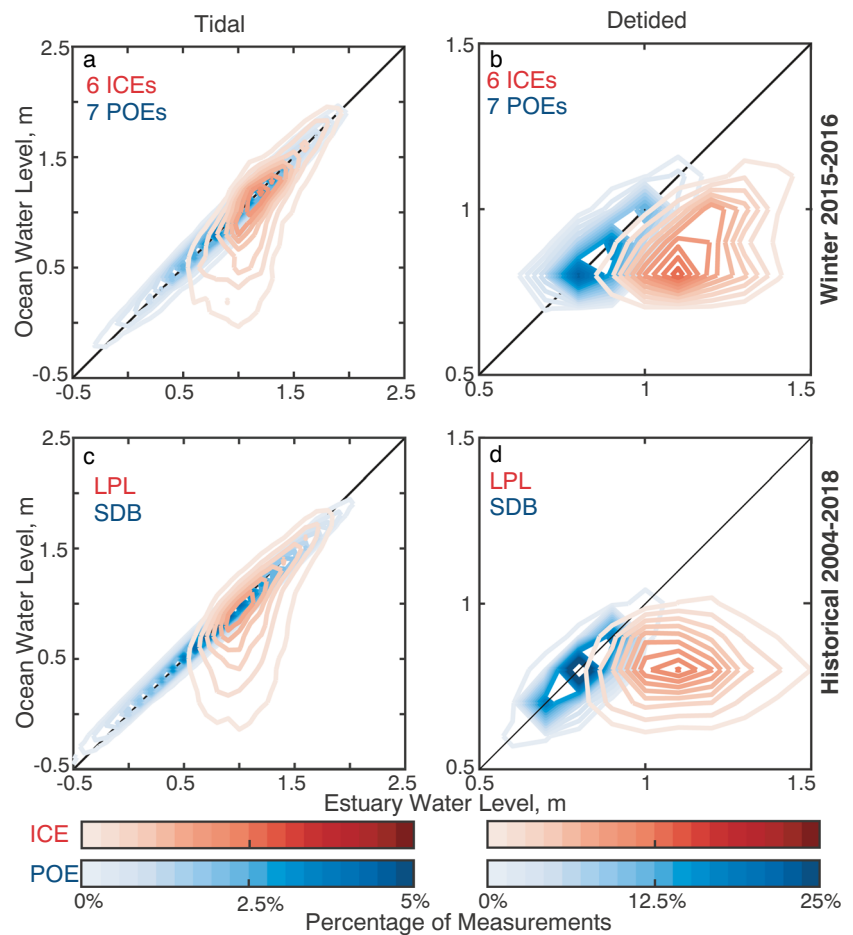 Tidal
Detided
2.5
a
6 ICEs
7 POEs
1.5
0.5
-0.5
-0.5
0.5
1.5
2.5
Ocean Water Level, m
1.5
b
6 ICEs
7 POEs
1
0.5
0.5
1
1.5
Winter 2015-2016
2.5
c
LPL
SDB
1.5
0.5
-0.5
-0.5
0.5
1.5
2.5
Ocean Water Level, m
1.5
d
LPL
SDB
1
0.5
0.5
1
1.5
Historical 2004-2018
Estuary Water Level, m
ICE
POE
0%
2.5%
5%
0%
12.5%
25%
Percentage of Measurements